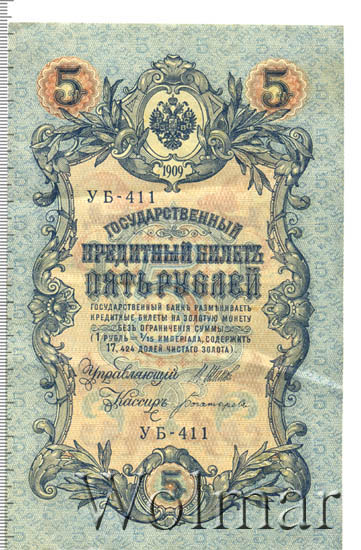 5 5
1909
УБ-411
ГОСУДАРСТВЕННЫЙ
КРЕДИТНЫЙ БИЛЕТЪ
ПЯТЬ РУБЛЕЙ
ГОСУДАРСТВЕННЫЙ БАНКЪ РАЗМѢНИВАЕТЪ
КРЕДИТНЫЕ БИЛЕТЫ НА ЗОЛОТУЮ МОНЕТУ
БЕЗЪ ОГРАНИЧЕНІЯ СУММЫ
(1 РУБЛЬ = 1/15 ИМПЕРІАЛА, СОДЕРЖИТЪ
17,424 ДОЛЕЙ ЧИСТАГО ЗОЛОТА)
Управляющій
Кассиръ
УБ-411
5
Wolmar